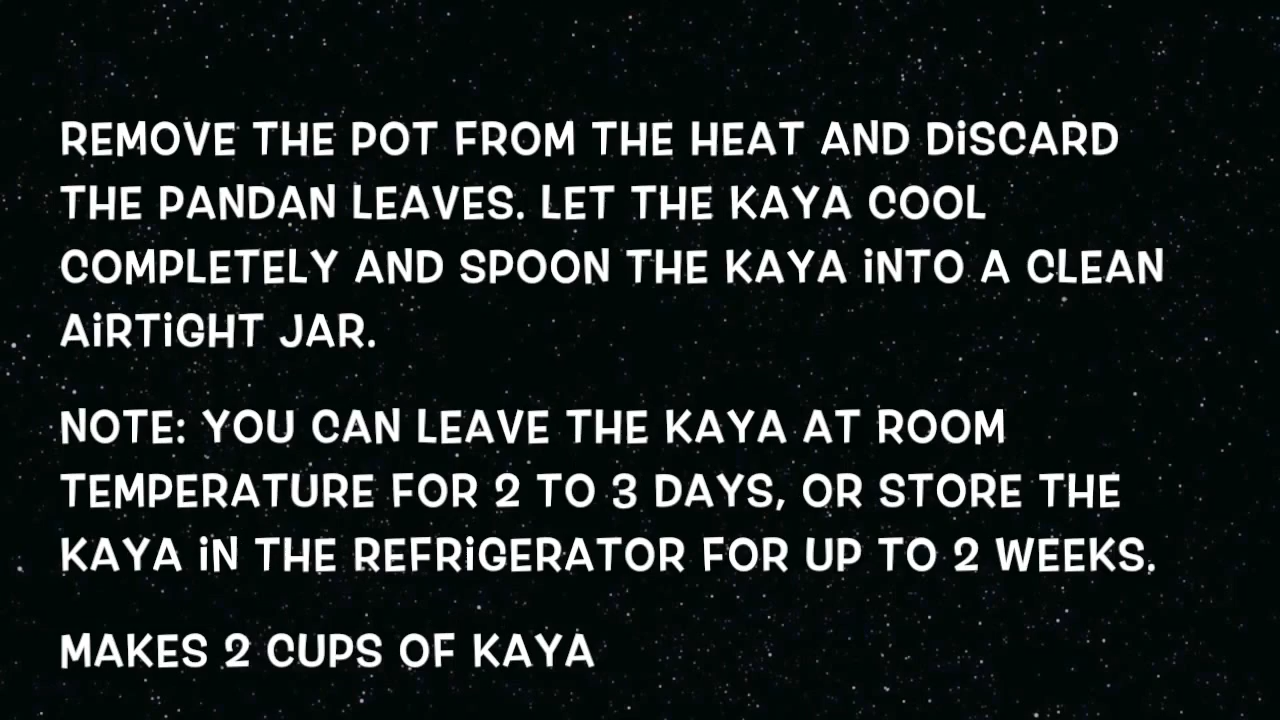 REMOVE THE POT FROM THE HEAT AND DiSCARD
THE PANDAN LEAVES. LET THE KAYA COOL
COMPLETELY AND SPOON THE KAYA iNTO A CLEAN
AiRTiGHT JAR.
NOTE: YOU CAN LEAVE THE KAYA AT ROOM
TEMPERATURE FOR 2 TO 3 DAYS, OR STORE THE
KAYA iN THE REFRiGERATOR FOR UP TO 2 WEEKS.
MAKES 2 CUPS OF KAYA